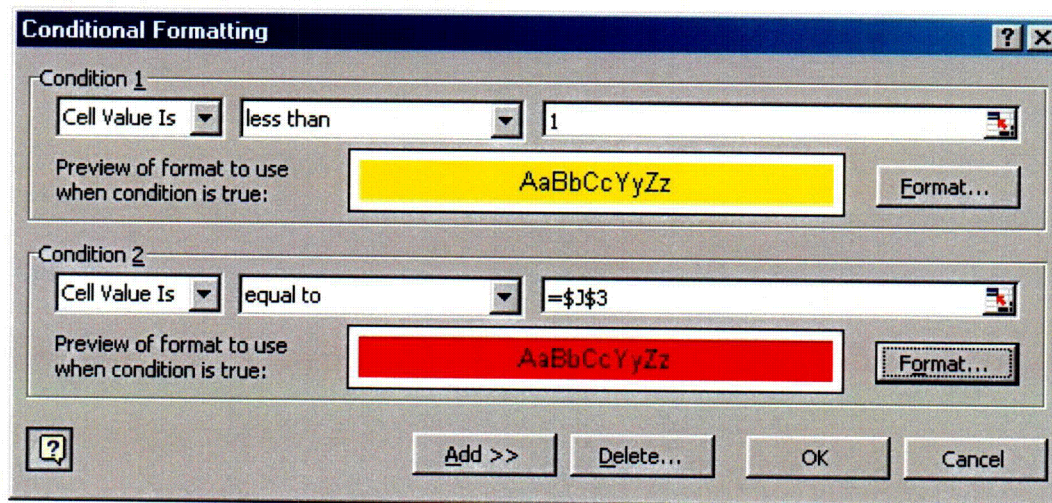 Conditional Formatting
Condition 1
Cell Value Is less than 1
Preview of format to use
when condition is true:
AaBbCcYyZz
Format...
Condition 2
Cell Value Is equal to =$J$3
Preview of format to use
when condition is true:
AaBbCcYyZz
Format...
Add >> Delete... OK Cancel